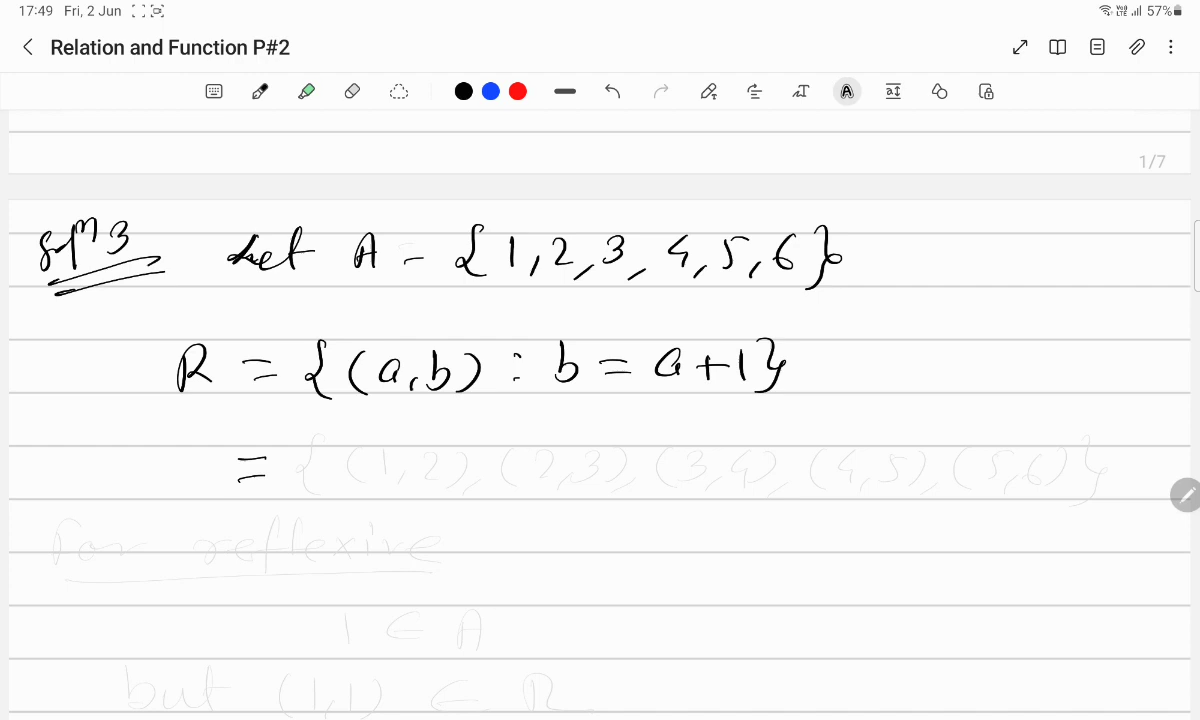 17:49 Fri, 2 Jun 57%
Relation and Function P#2
1/7
Sol^n 3 Let A = {1, 2, 3, 4, 5, 6}
R = {(a, b) : b = a + 1}
= {(1,2), (2,3), (3,4), (4,5), (5,6)}
For reflexive
1 ∈ A
but (1,1) ∈ R